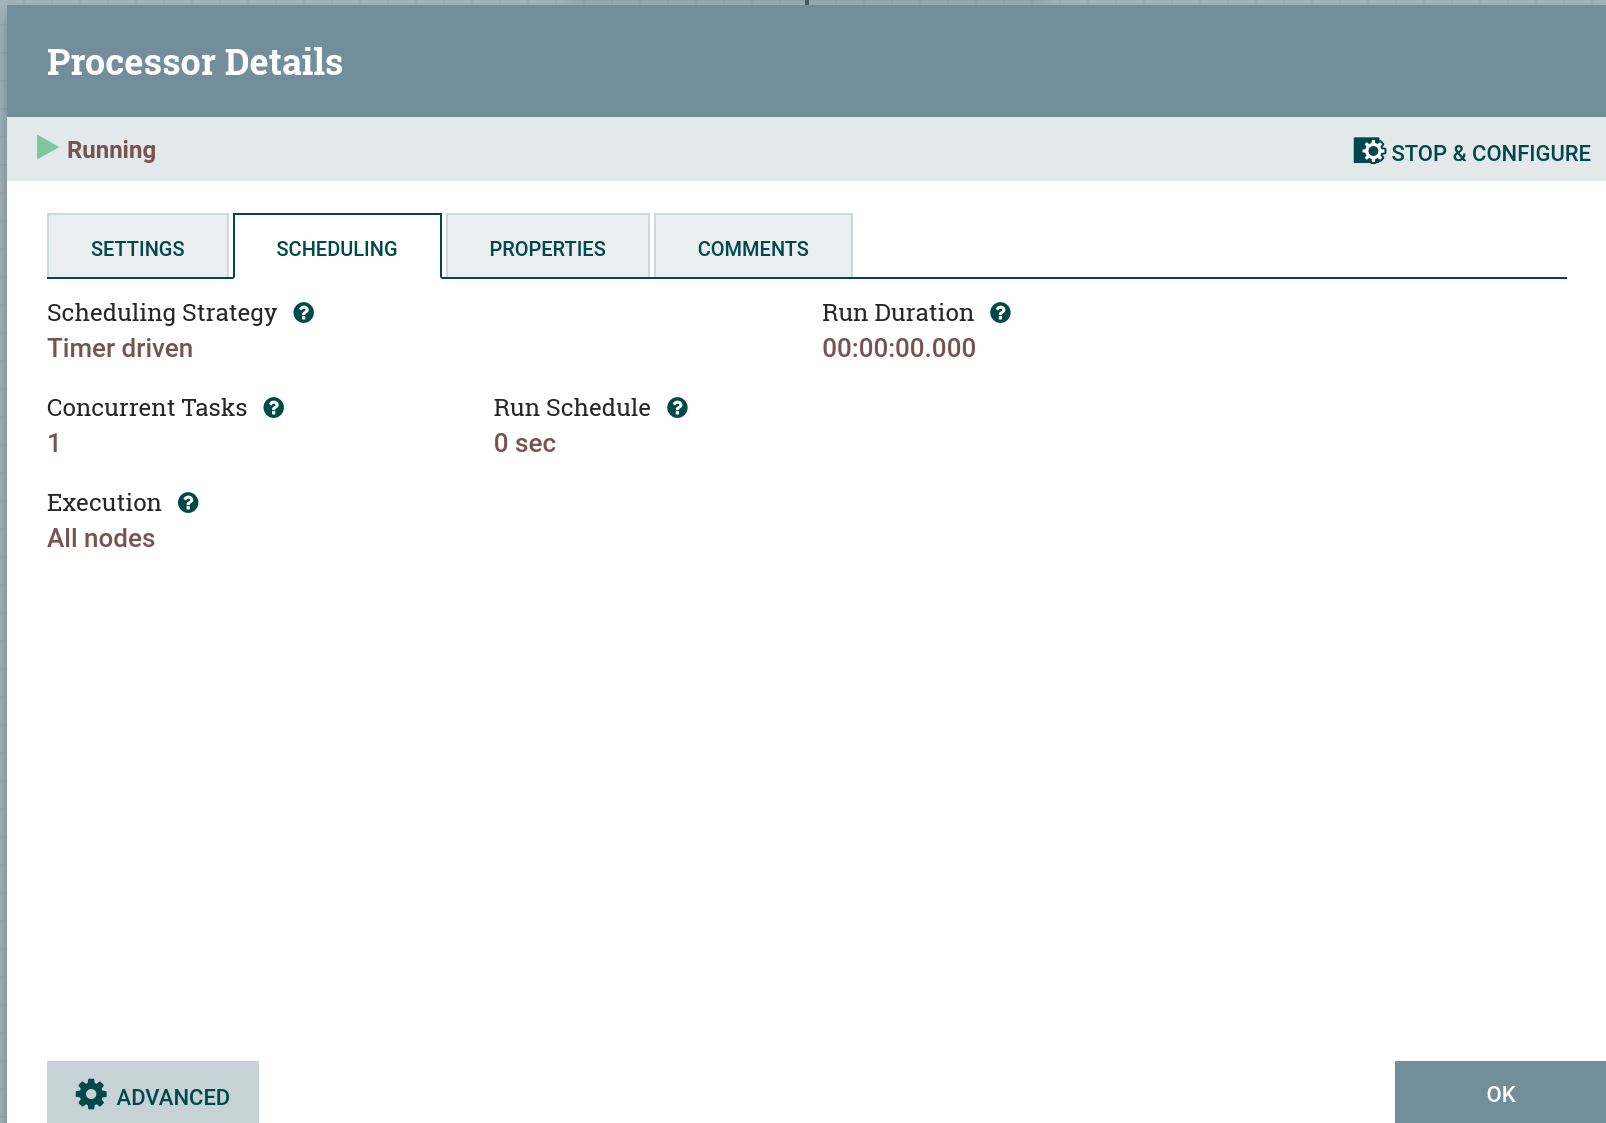 Processor Details
Running
STOP & CONFIGURE
SETTINGS
SCHEDULING
PROPERTIES
COMMENTS
Scheduling Strategy
Run Duration
Timer driven
00:00:00.000
Concurrent Tasks
Run Schedule
1
0 sec
Execution
All nodes
ADVANCED
OK